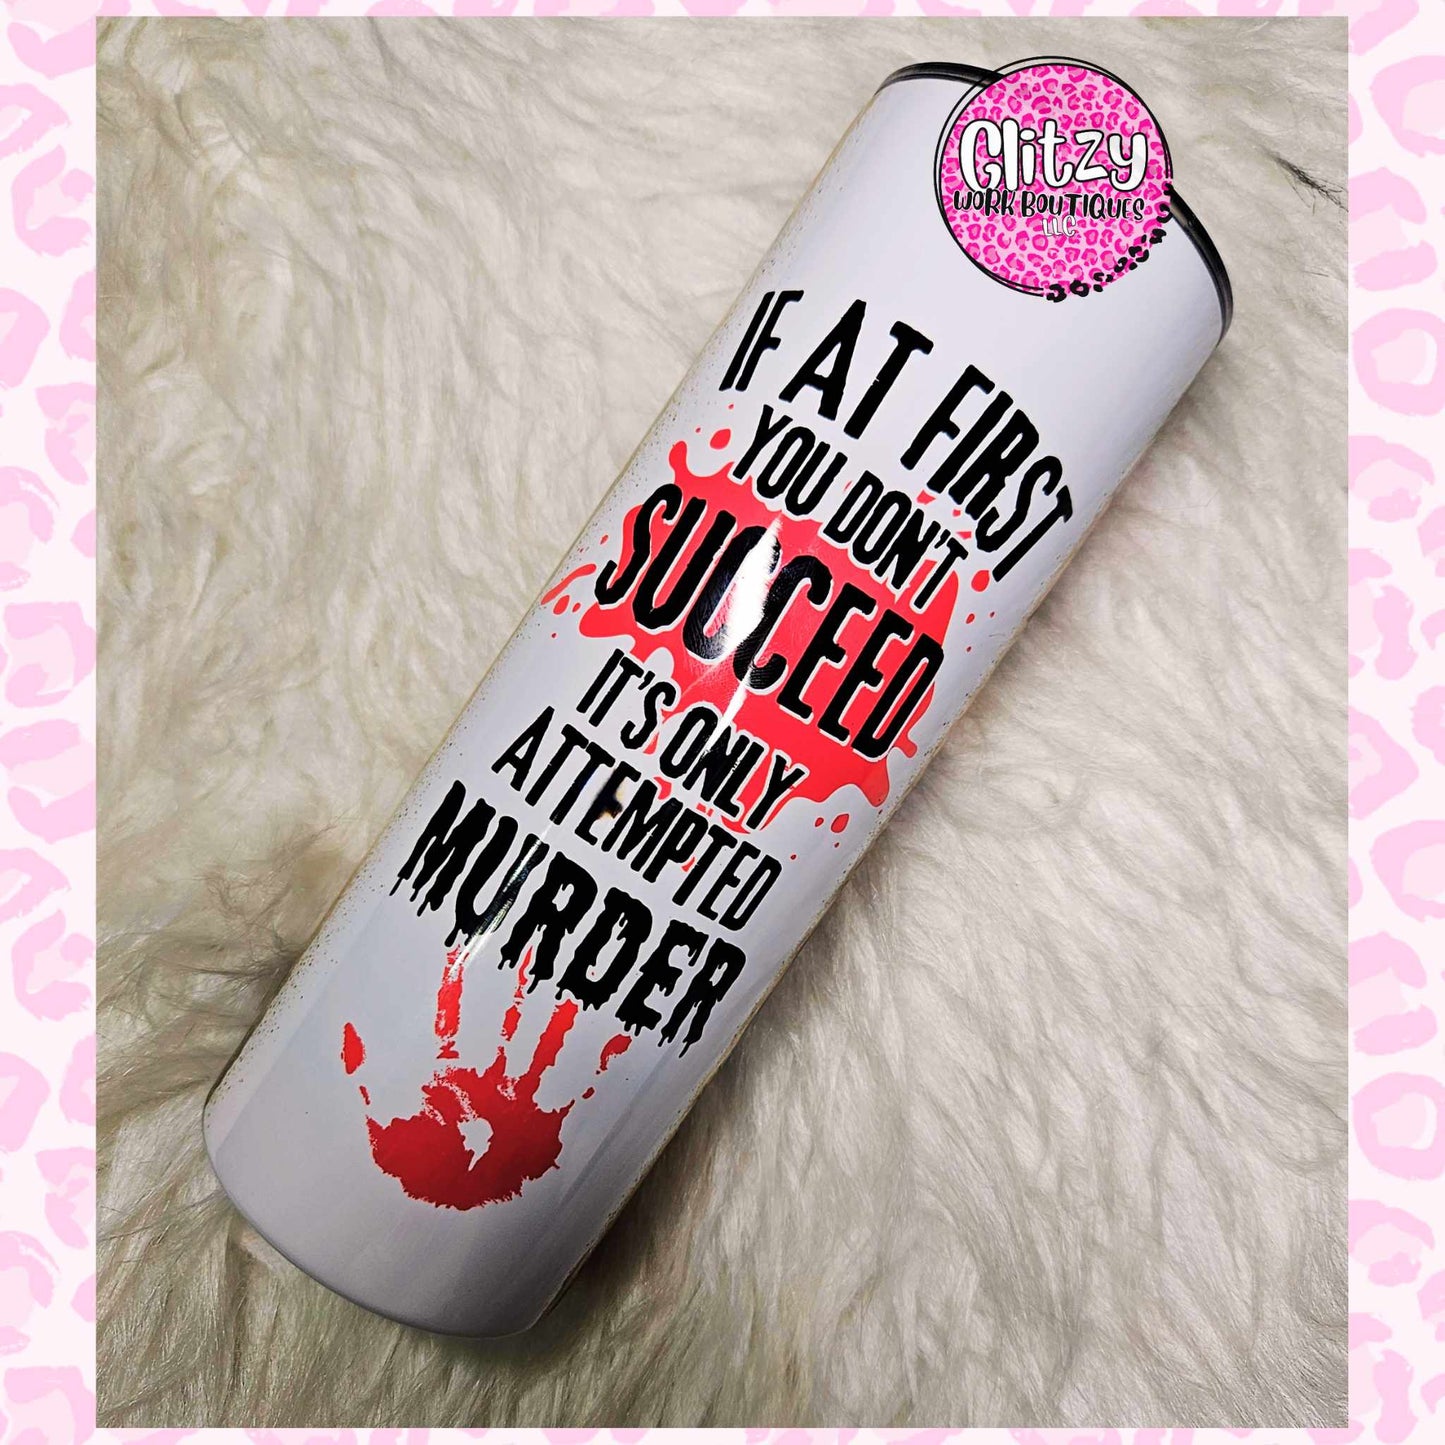 Glitzy
WORK BOUTIQUES
LLC
IF AT FIRST
YOU DON'T
SUCCEED
IT'S ONLY
ATTEMPTED
MURDER